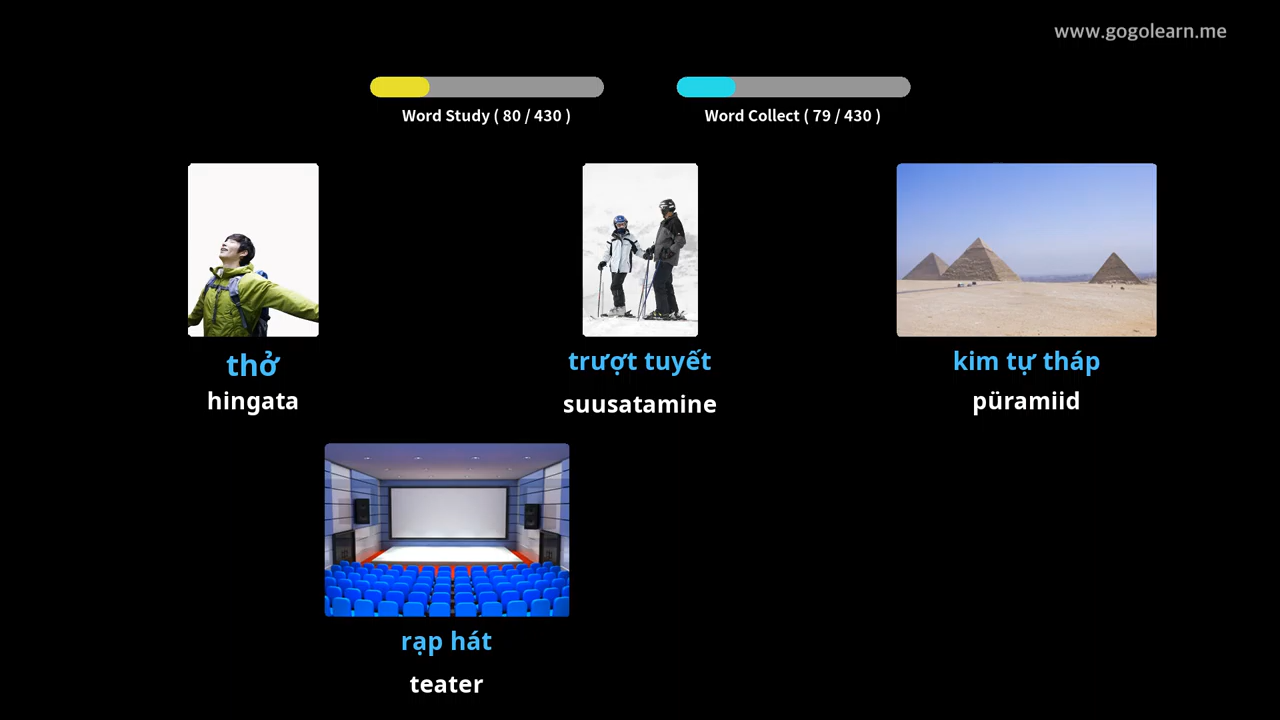 www.gogolearn.me
Word Study ( 80 / 430 )
Word Collect ( 79 / 430 )
thở
hingata
trượt tuyết
suusatamine
kim tự tháp
püramiid
rạp hát
teater